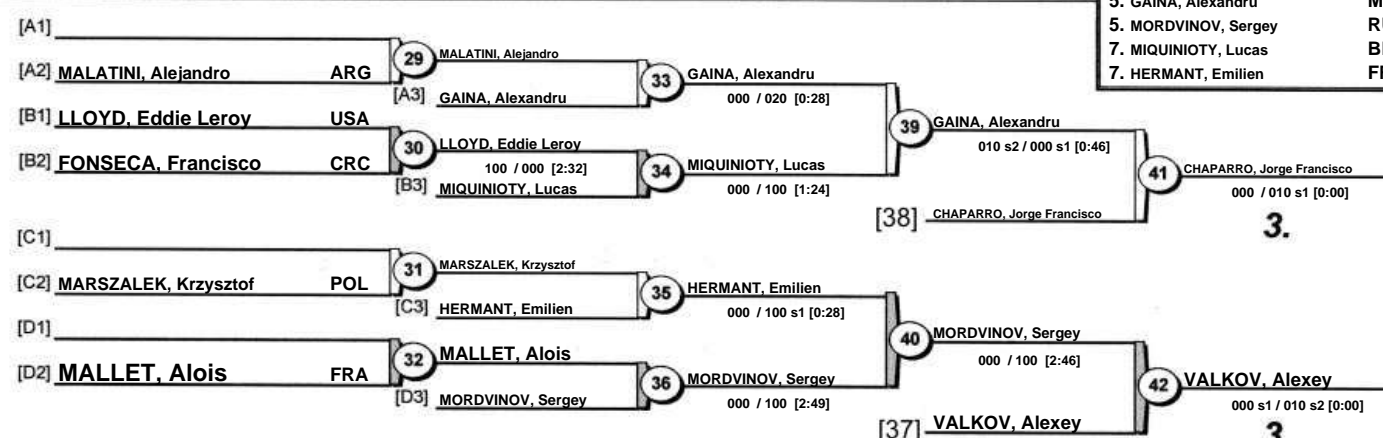 5. GAINA, Alexandru
5. MORDVINOV, Sergey
7. MIQUINIOTY, Lucas
7. HERMANT, Emilien
[A1]
[A2] MALATINI, Alejandro ARG
29
MALATINI, Alejandro
[A3] GAINA, Alexandru
33
GAINA, Alexandru
000 / 020 [0:28]
[B1] LLOYD, Eddie Leroy USA
[B2] FONSECA, Francisco CRC
30
LLOYD, Eddie Leroy
100 / 000 [2:32]
[B3] MIQUINIOTY, Lucas
34
MIQUINIOTY, Lucas
000 / 100 [1:24]
39
GAINA, Alexandru
010 s2 / 000 s1 [0:46]
[38] CHAPARRO, Jorge Francisco
41
CHAPARRO, Jorge Francisco
000 / 010 s1 [0:00]
3.
[C1]
[C2] MARSZALEK, Krzysztof POL
31
MARSZALEK, Krzysztof
[C3] HERMANT, Emilien
35
HERMANT, Emilien
000 / 100 s1 [0:28]
[D1]
[D2] MALLET, Alois FRA
32
MALLET, Alois
[D3] MORDVINOV, Sergey
36
MORDVINOV, Sergey
000 / 100 [2:49]
40
MORDVINOV, Sergey
000 / 100 [2:46]
[37] VALKOV, Alexey
42
VALKOV, Alexey
000 s1 / 010 s2 [0:00]
3